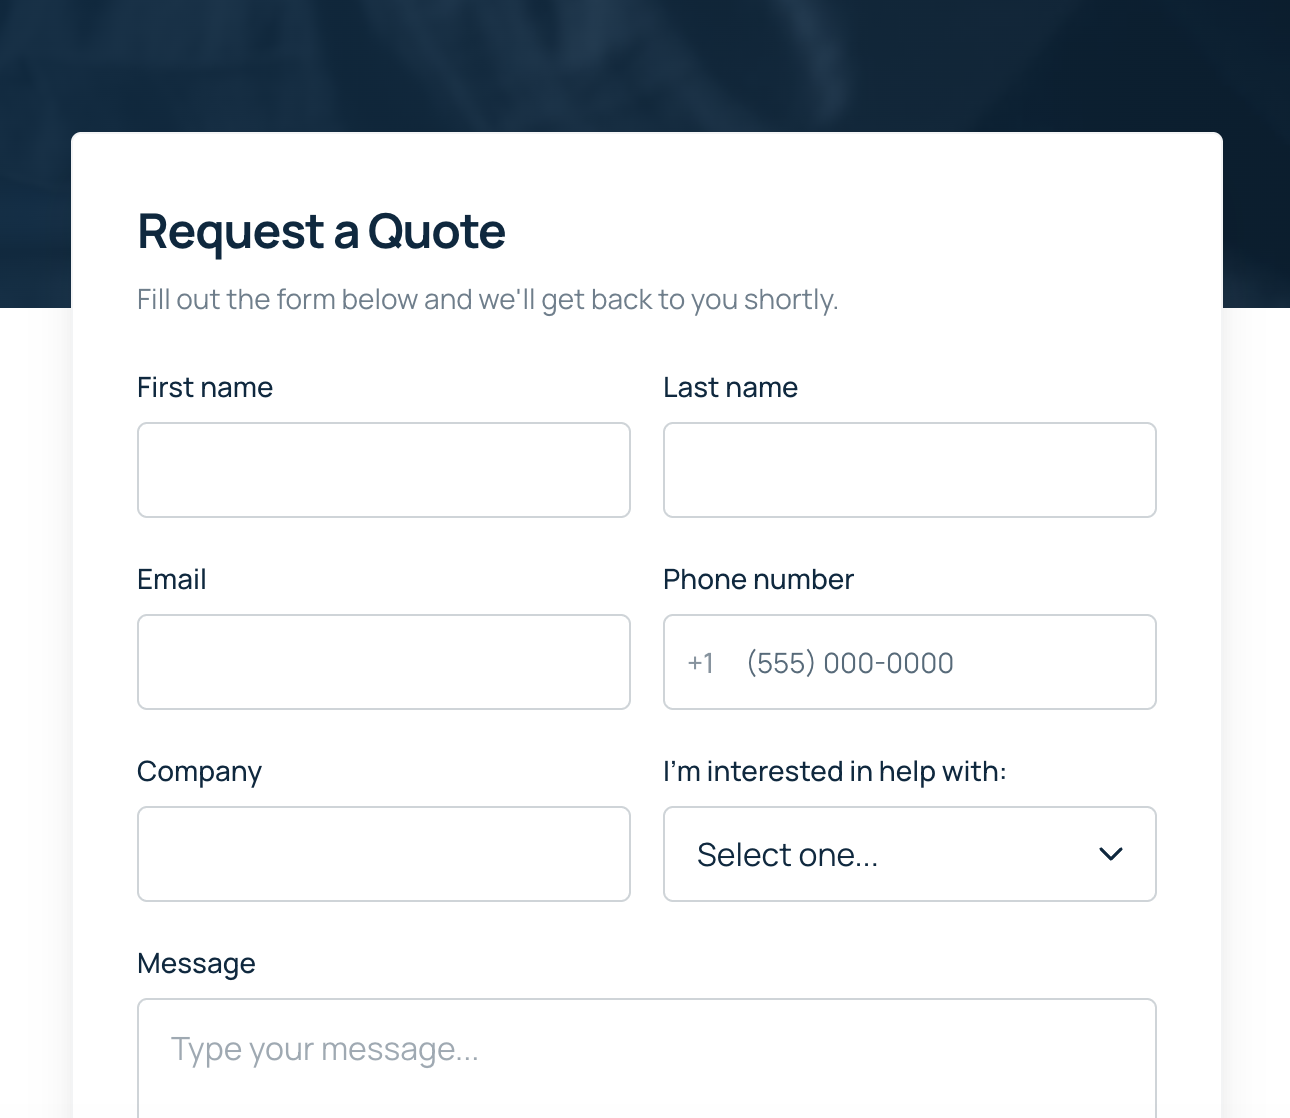 Request a Quote
Fill out the form below and we'll get back to you shortly.
First name
Last name
Email
Phone number
+1 (555) 000-0000
Company
I’m interested in help with:
Select one...
Message
Type your message...